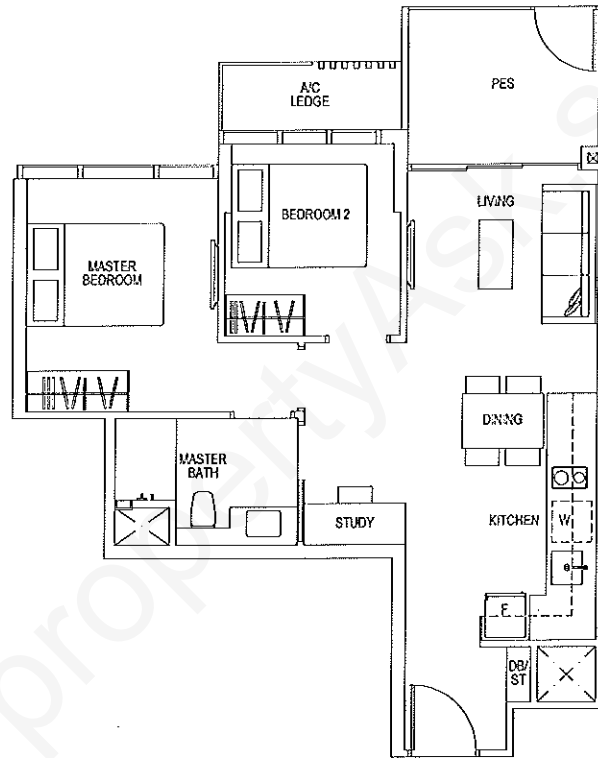 A/C
LEDGE
PES
LIVING
BEDROOM 2
MASTER
BEDROOM
DINING
MASTER
BATH
STUDY
KITCHEN
W
F
DB/
ST
propertyAsk.s